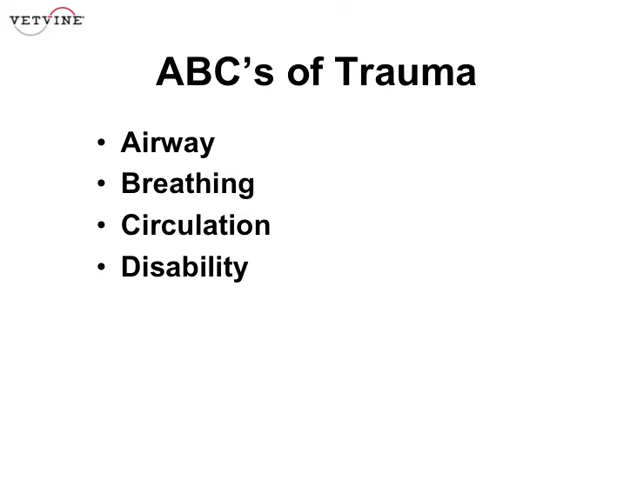 VETVINE®
ABC’s of Trauma
• Airway
• Breathing
• Circulation
• Disability